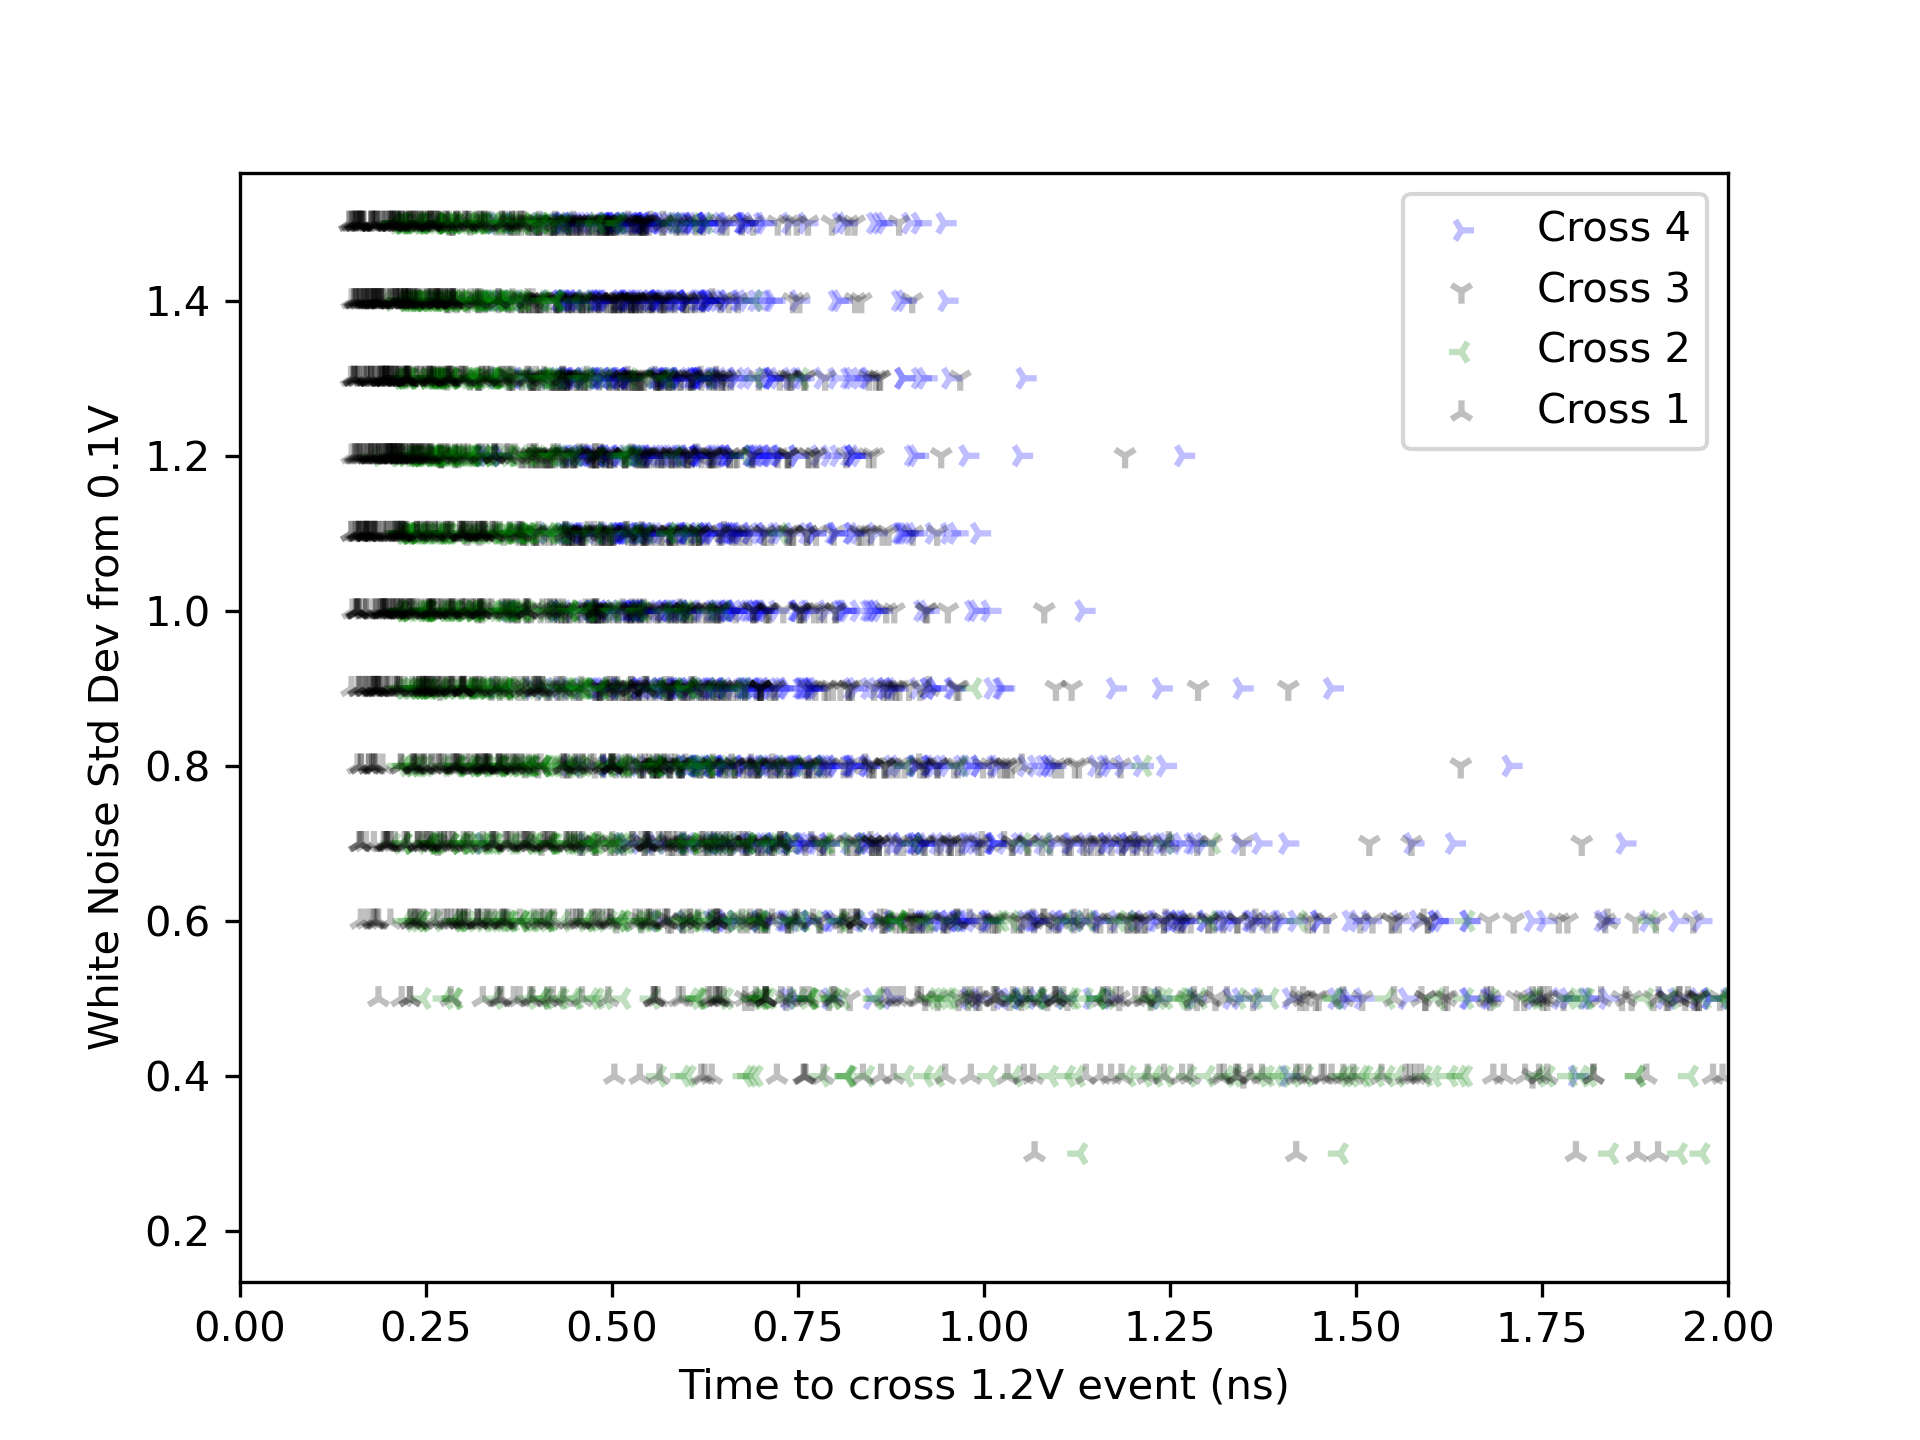 Cross 4
Cross 3
Cross 2
Cross 1
White Noise Std Dev from 0.1V
1.4
1.2
1.0
0.8
0.6
0.4
0.2
0.00 0.25 0.50 0.75 1.00 1.25 1.50 1.75 2.00
Time to cross 1.2V event (ns)